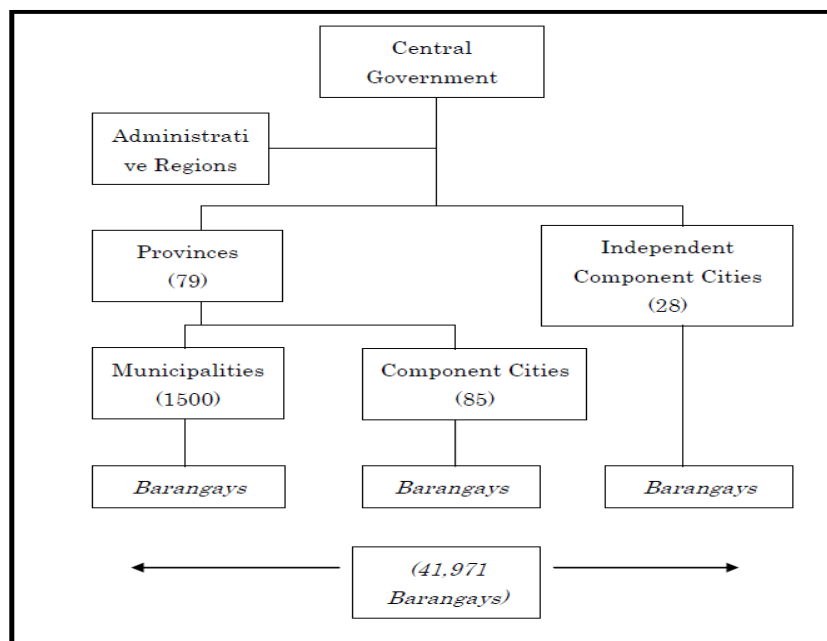 Central
Government
Administrati
ve Regions
Provinces
(79)
Independent
Component Cities
(28)
Municipalities
(1500)
Component Cities
(85)
Barangays
Barangays
Barangays
(41,971
Barangays)